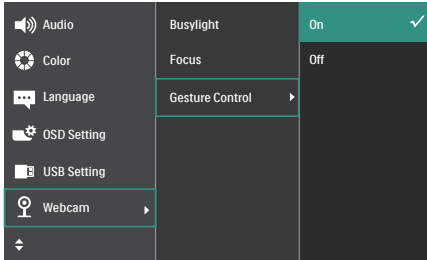 Audio
Color
Language
OSD Setting
USB Setting
Webcam
Busylight
Focus
Gesture Control
On
Off